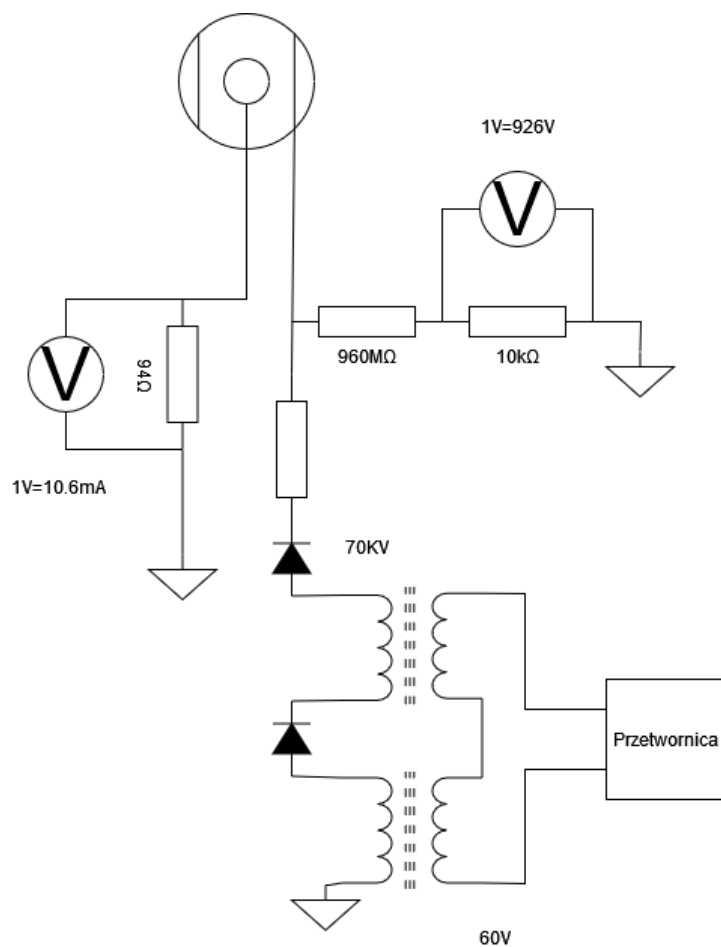 1V=926V
V
960MΩ
10kΩ
V
94Ω
1V=10.6mA
70KV
Przetwornica
60V